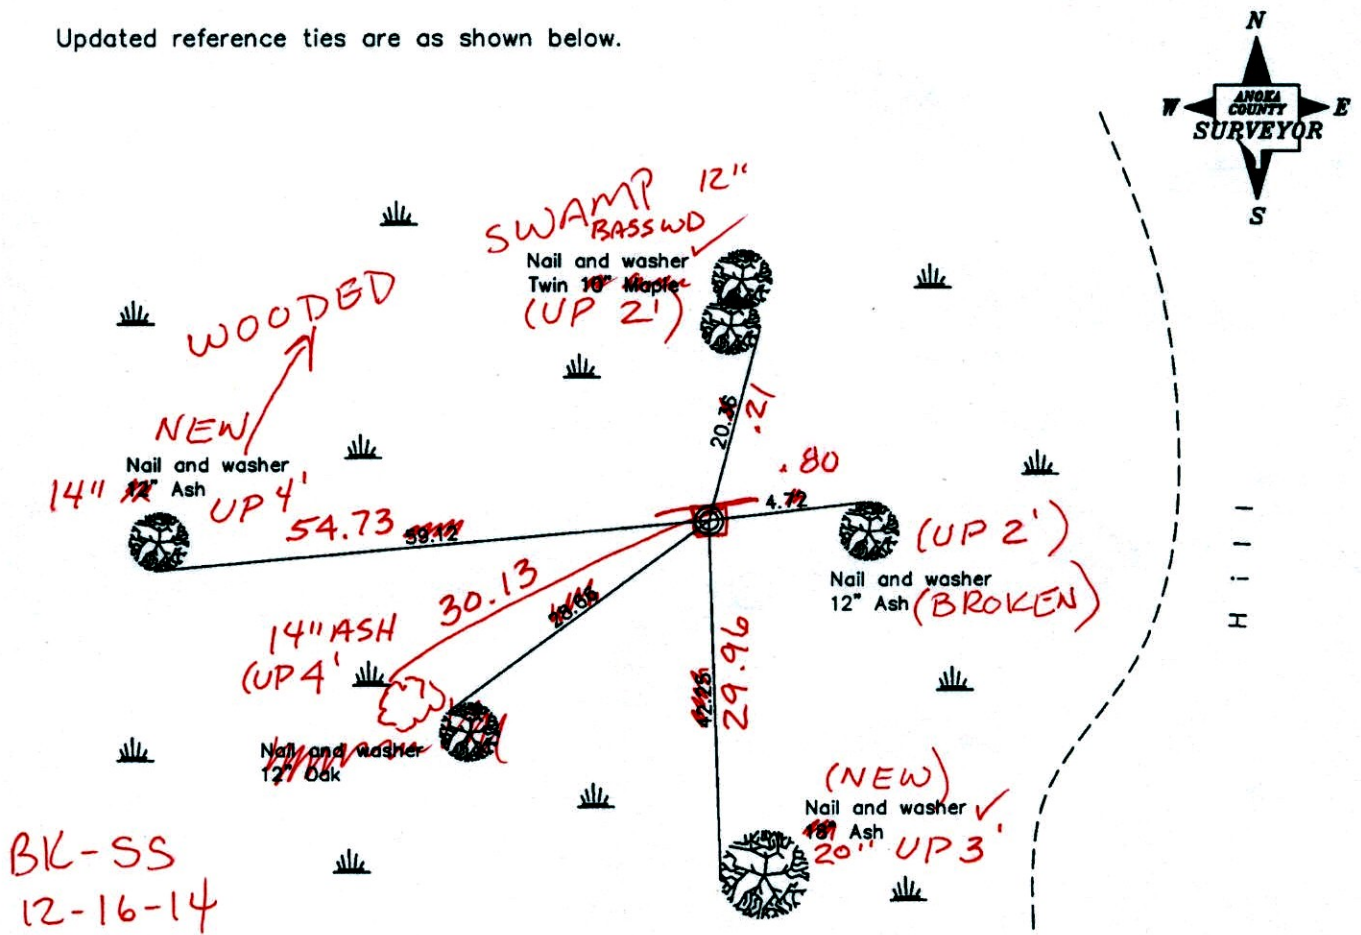 Updated reference ties are as shown below.
N
W
E
ANOKA
COUNTY
SURVEYOR
S
SWAMP
12"
BASSWD
Nail and washer
Twin 10" Maple
(UP 2')
WOODED
NEW
Nail and washer
14" 12" Ash
UP 4'
54.73
59.12
20.36
.21
.80
4.72
(UP 2')
Nail and washer
12" Ash (BROKEN)
30.13
14" ASH
(UP 4'
29.96
42.23
Nail and washer
12" Oak
(NEW)
Nail and washer
18" Ash
20" UP 3'
Hill
BK-SS
12-16-14